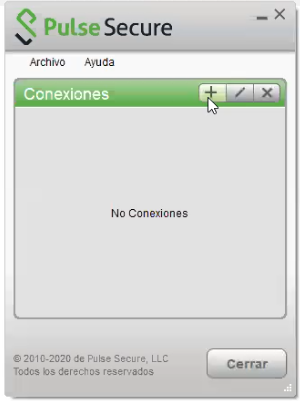 Pulse Secure
Archivo Ayuda
Conexiones
No Conexiones
© 2010-2020 de Pulse Secure, LLC
Todos los derechos reservados
Cerrar